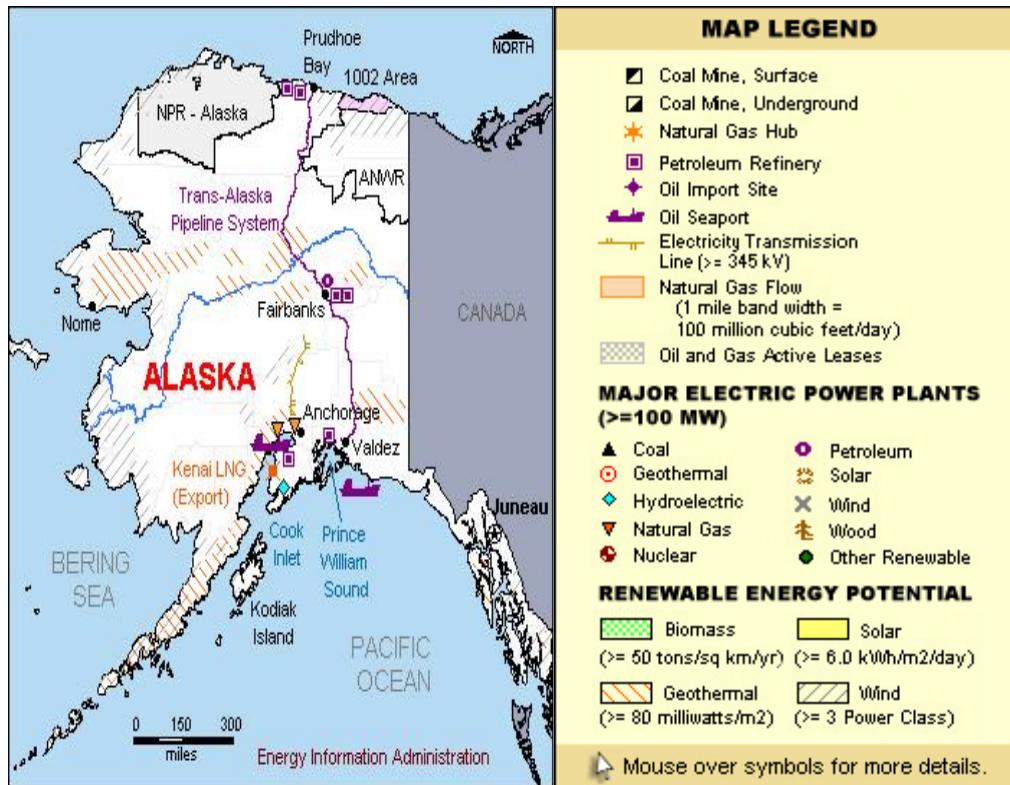 Prudhoe
Bay
NORTH
1002 Area
NPR - Alaska
ANWR
Trans-Alaska
Pipeline System
Nome
Fairbanks
CANADA
ALASKA
Anchorage
Valdez
Kenai LNG
(Export)
Juneau
Cook
Inlet
Prince
William
Sound
BERING
SEA
Kodiak
Island
PACIFIC
OCEAN
0 150 300
miles
Energy Information Administration
MAP LEGEND
Coal Mine, Surface
Coal Mine, Underground
Natural Gas Hub
Petroleum Refinery
Oil Import Site
Oil Seaport
Electricity Transmission
Line (>= 345 kV)
Natural Gas Flow
(1 mile band width =
100 million cubic feet/day)
Oil and Gas Active Leases
MAJOR ELECTRIC POWER PLANTS
(>=100 MW)
Coal
Petroleum
Geothermal
Solar
Hydroelectric
Wind
Natural Gas
Wood
Nuclear
Other Renewable
RENEWABLE ENERGY POTENTIAL
Biomass
(>= 50 tons/sq km/yr)
Solar
(>= 6.0 kWh/m2/day)
Geothermal
(>= 80 milliwatts/m2)
Wind
(>= 3 Power Class)
Mouse over symbols for more details.